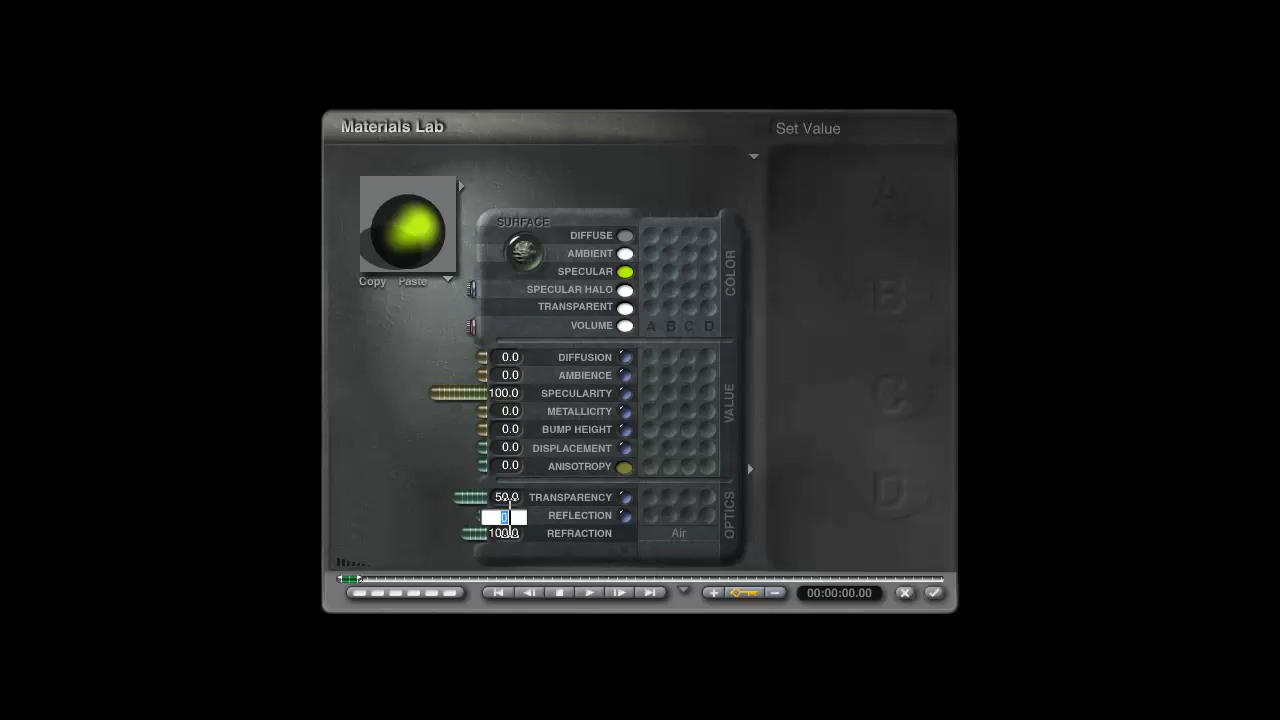 Materials Lab
Set Value
A
B
C
D
Copy Paste
SURFACE
DIFFUSE
AMBIENT
SPECULAR
SPECULAR HALO
TRANSPARENT
VOLUME
A B C D
COLOR
0.0 DIFFUSION
0.0 AMBIENCE
100.0 SPECULARITY
0.0 METALLICITY
0.0 BUMP HEIGHT
0.0 DISPLACEMENT
0.0 ANISOTROPY
VALUE
50.0 TRANSPARENCY
REFLECTION
100.0 REFRACTION Air
OPTICS
00:00:00.00